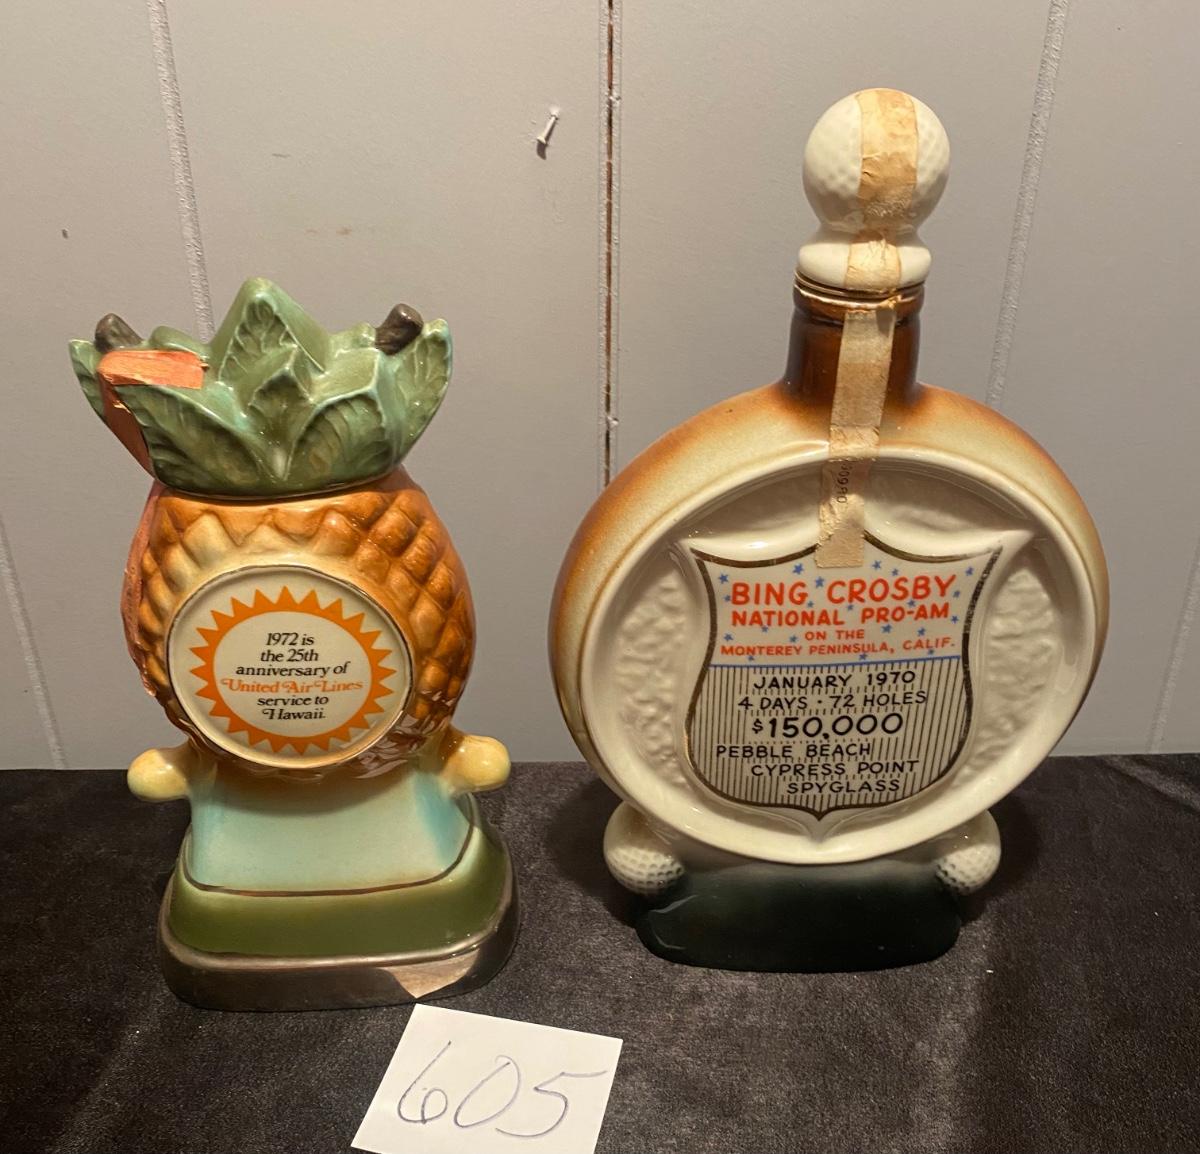 1972 is
the 25th
anniversary of
United Air Lines
service to
Hawaii.
BING CROSBY
NATIONAL PRO-AM
ON THE
MONTEREY PENINSULA, CALIF.
JANUARY 1970
4 DAYS · 72 HOLES
$150,000
PEBBLE BEACH
CYPRESS POINT
SPYGLASS
605